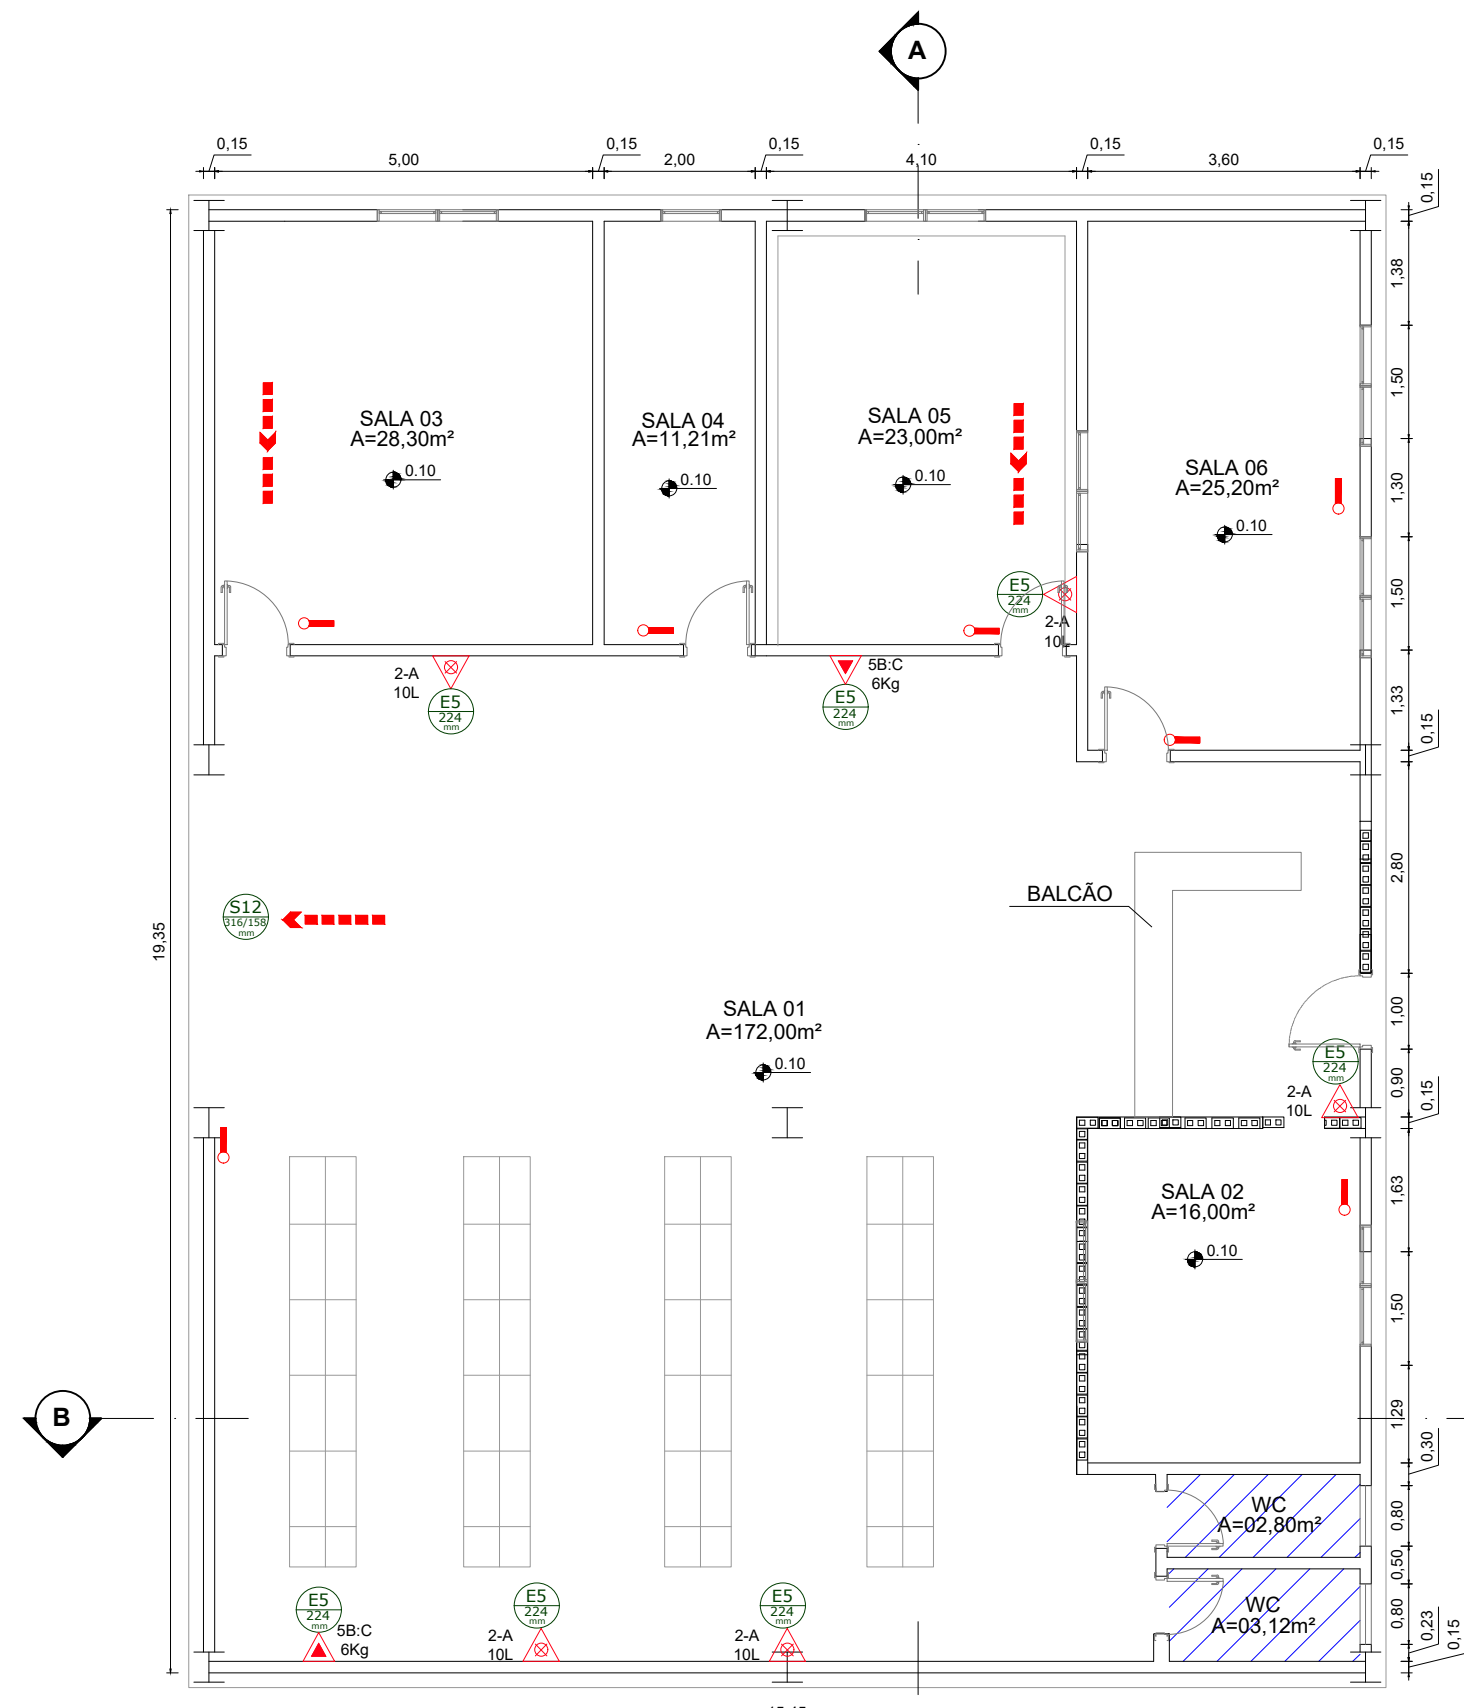 A
0,15
0,15
0,15
0,15
0,15
5,00
2,00
4,10
3,60
0,15
1,38
1,50
1,30
1,50
1,33
0,15
SALA 03
A=28,30m²
0.10
SALA 04
A=11,21m²
0.10
SALA 05
A=23,00m²
0.10
SALA 06
A=25,20m²
0.10
E5
224
mm
2-A
10L
2-A
10L
E5
224
mm
5B:C
6Kg
E5
224
mm
2,80
BALCÃO
S12
316/158
mm
19,35
SALA 01
A=172,00m²
0.10
1,00
E5
224
mm
2-A
10L
0,90
0,15
1,63
SALA 02
A=16,00m²
0.10
1,50
B
1,29
0,30
WC
A=02,80m²
0,80
0,50
WC
A=03,12m²
0,80
0,23
0,15
E5
224
mm
5B:C
6Kg
E5
224
mm
2-A
10L
E5
224
mm
2-A
10L